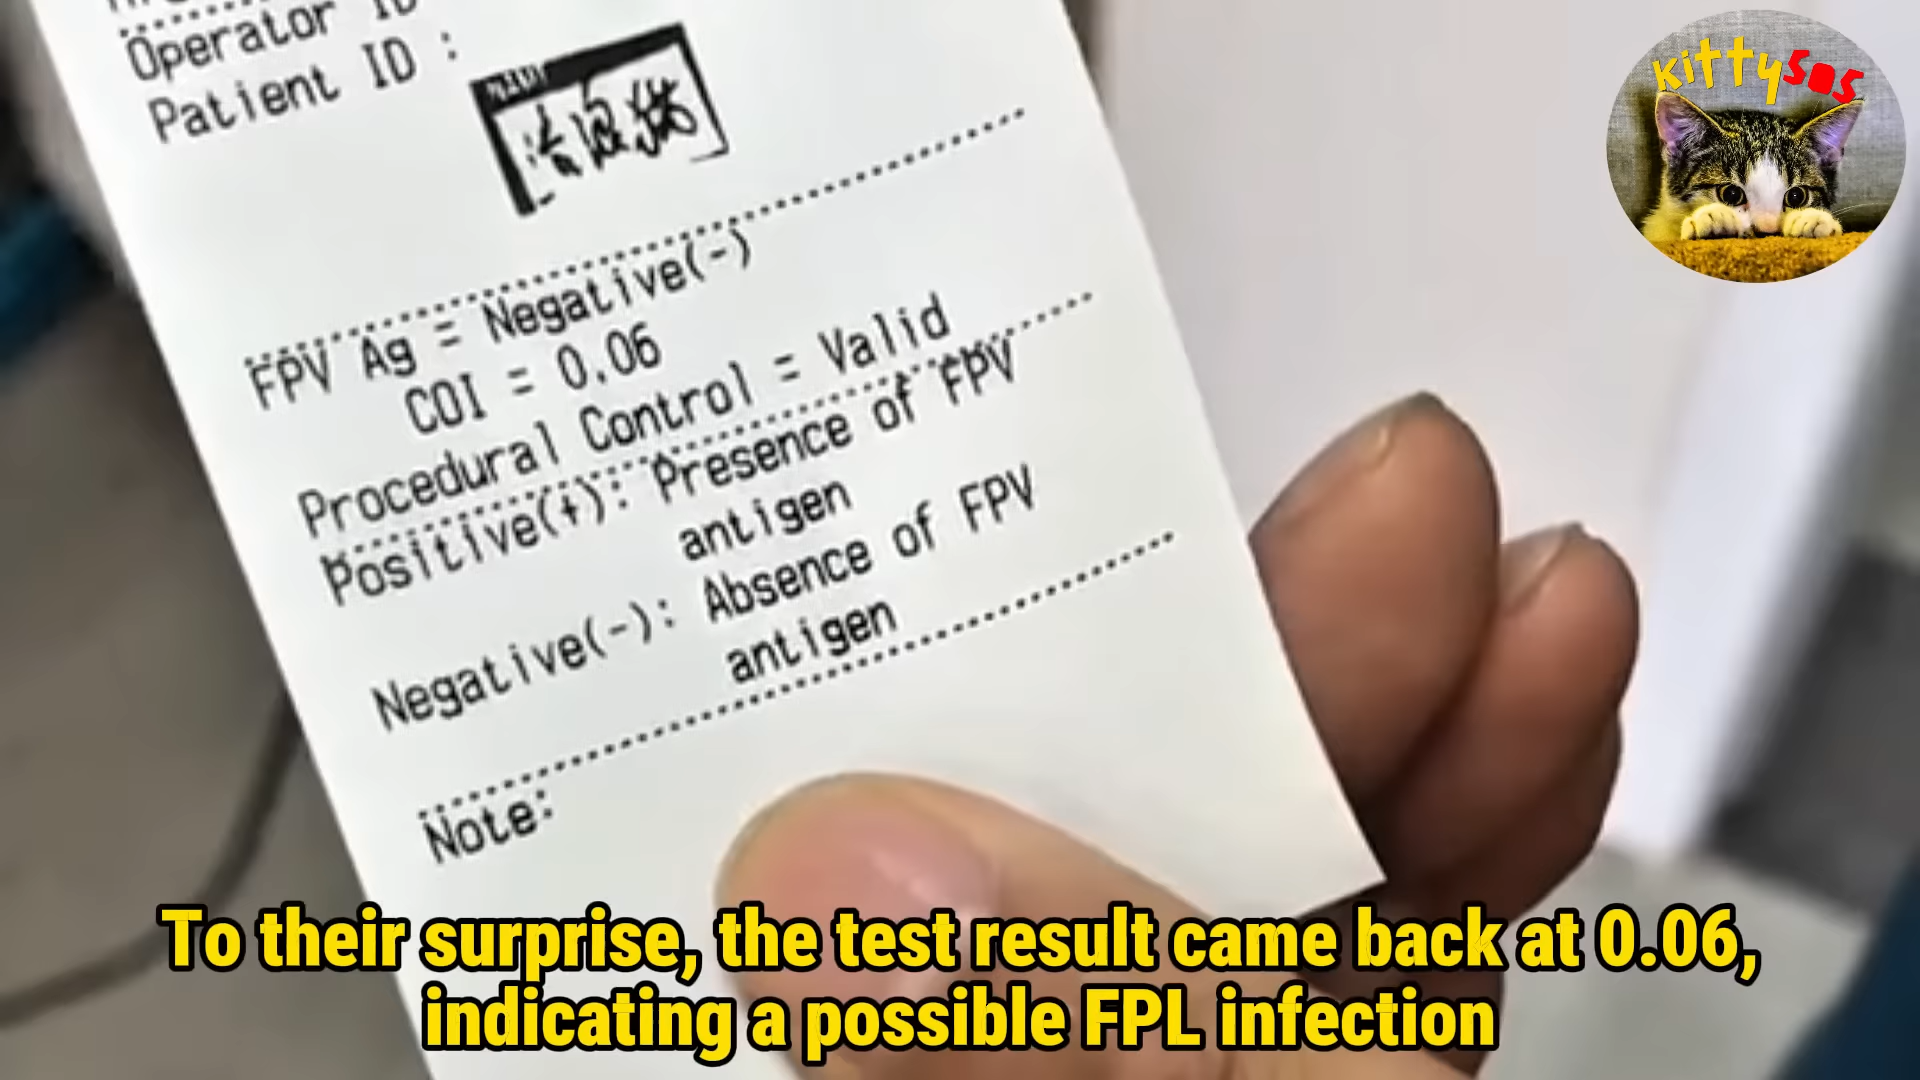 Operator ID
Patient ID :
FPV Ag = Negative(-)
COI = 0.06
Procedural Control = Valid
Positive(+): Presence of FPV
antigen
Negative(-): Absence of FPV
antigen
Note:
kittySOS
To their surprise, the test result came back at 0.06,
indicating a possible FPL infection